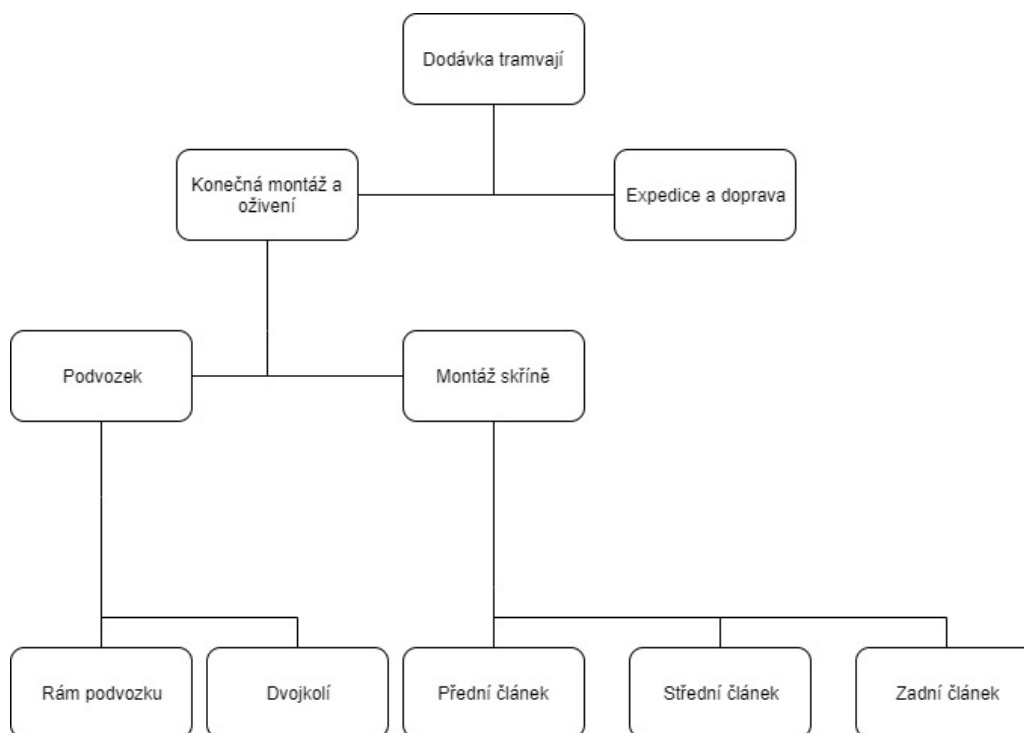 Dodávka tramvají
Konečná montáž a
oživení
Expedice a doprava
Podvozek
Montáž skříně
Rám podvozku
Dvojkolí
Přední článek
Střední článek
Zadní článek